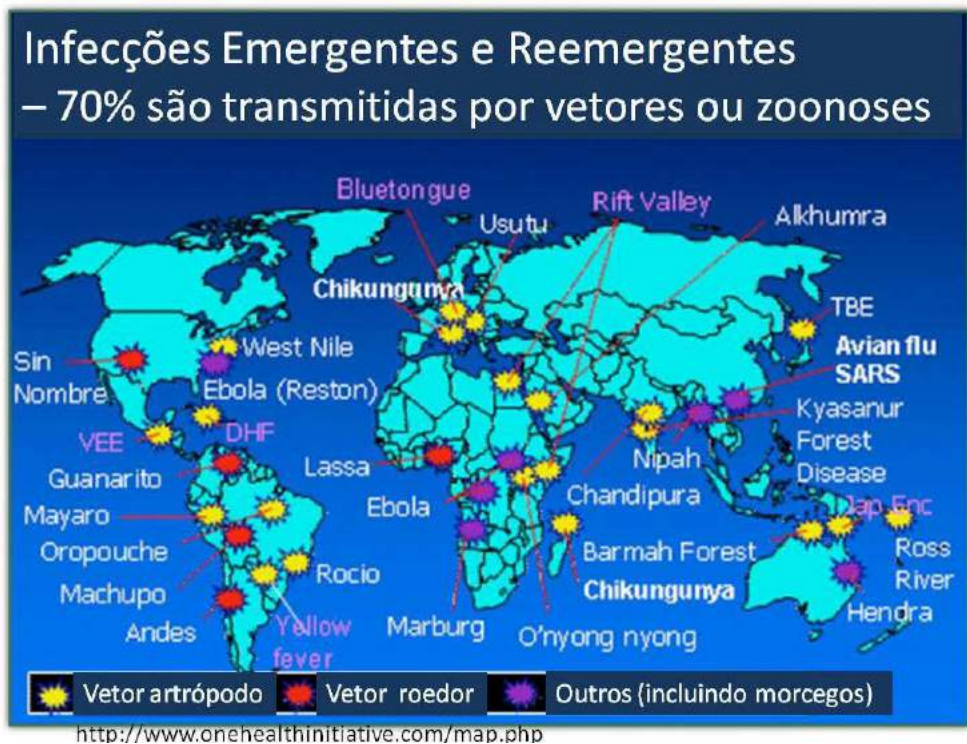 Infecções Emergentes e Reemergentes
– 70% são transmitidas por vetores ou zoonoses
Bluetongue
Rift Valley
Usutu
Alkhumra
Chikungunya
TBE
West Nile
Avian flu
SARS
Sin
Nombre
Ebola (Reston)
Kyasanur
Forest
Disease
VEE
DHF
Guanarito
Lassa
Nipah
Ebola
Chandipura
Mayaro
Jap Enc
Oropouche
Barmah Forest
Ross
River
Rocio
Machupo
Chikungunya
Hendra
Andes
Yellow
fever
Marburg
O'nyong nyong
Vetor artrópodo
Vetor roedor
Outros (incluindo morcegos)
http://www.onehealthinitiative.com/map.php